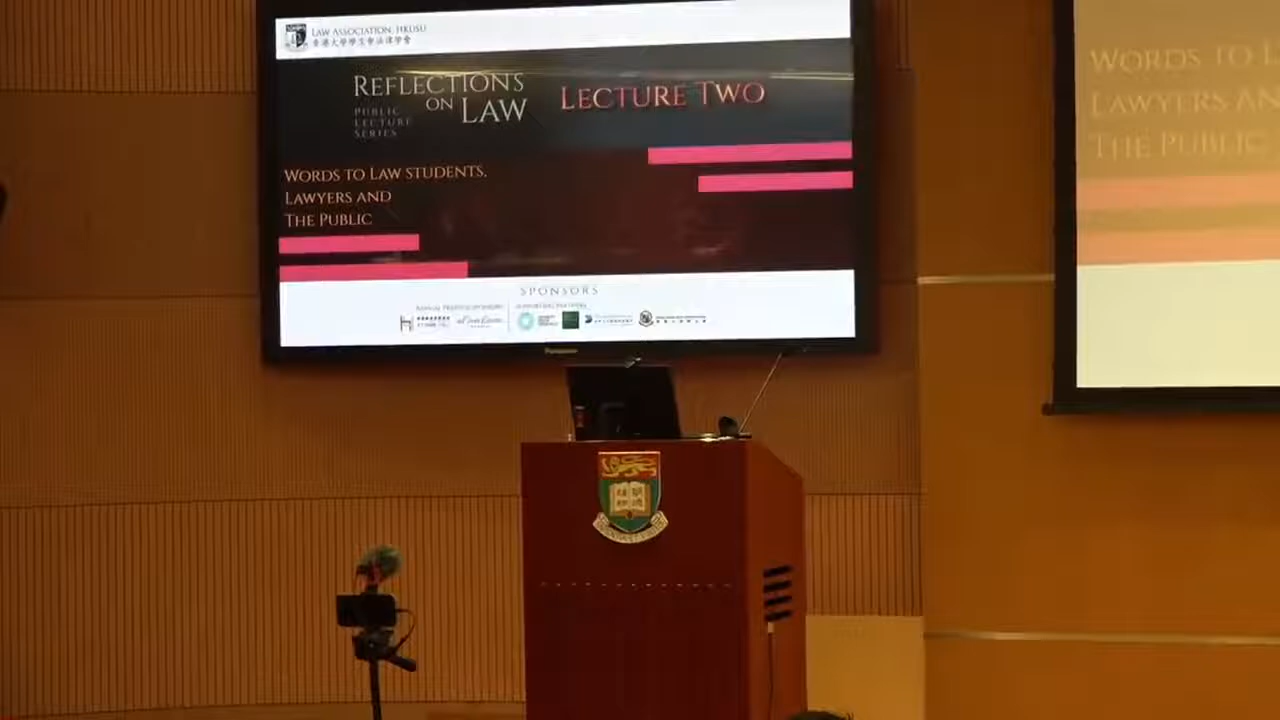 LAW ASSOCIATION, HKUSU
香港大學學生會法律學會
REFLECTIONS
ON LAW
PUBLIC
LECTURE
SERIES
LECTURE TWO
WORDS TO LAW STUDENTS,
LAWYERS AND
THE PUBLIC
SPONSORS
Panasonic
WORDS TO L
LAWYERS AN
THE PUBLIC